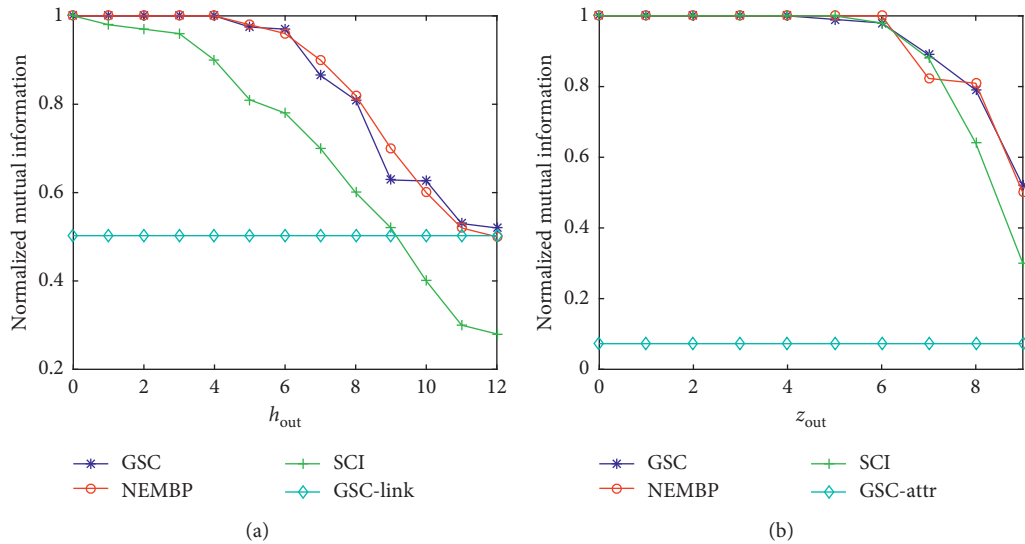 Normalized mutual information
1
0.8
0.6
0.4
0.2
0 2 4 6 8 10 12
h_out
GSC
NEMBP
SCI
GSC-link
(a)
Normalized mutual information
1
0.8
0.6
0.4
0.2
0
0 2 4 6 8
z_out
GSC
NEMBP
SCI
GSC-attr
(b)